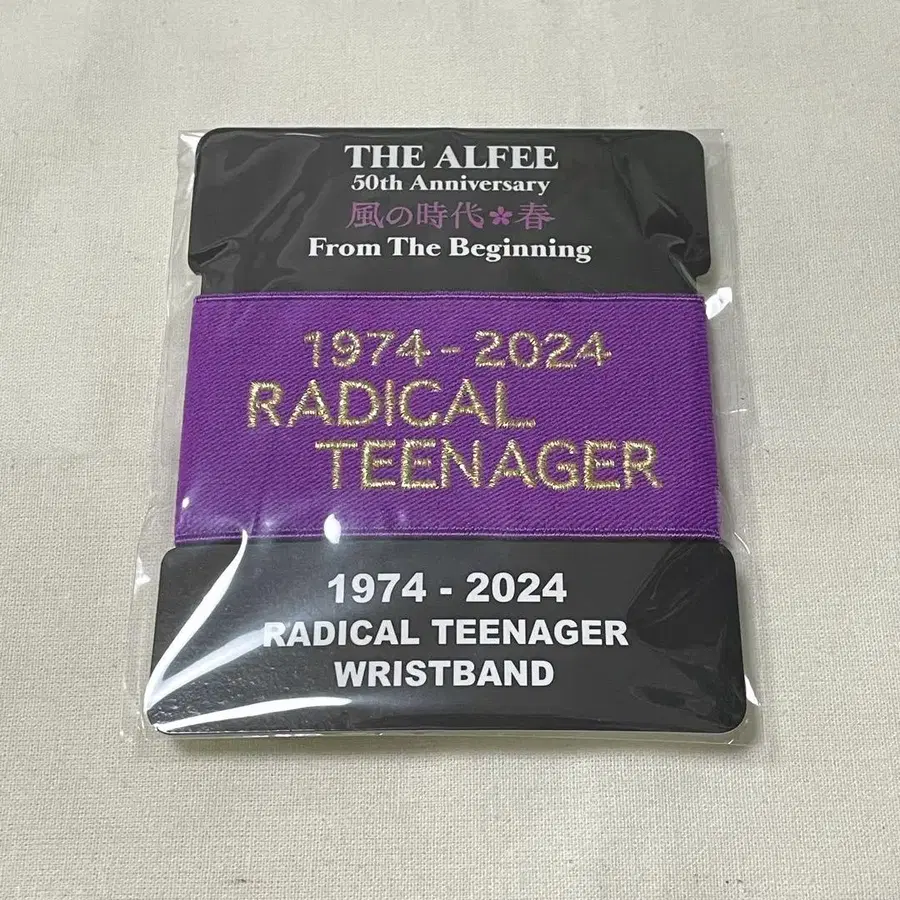 THE ALFEE
50th Anniversary
風の時代✽春
From The Beginning
1974-2024
RADICAL
TEENAGER
1974 - 2024
RADICAL TEENAGER
WRISTBAND